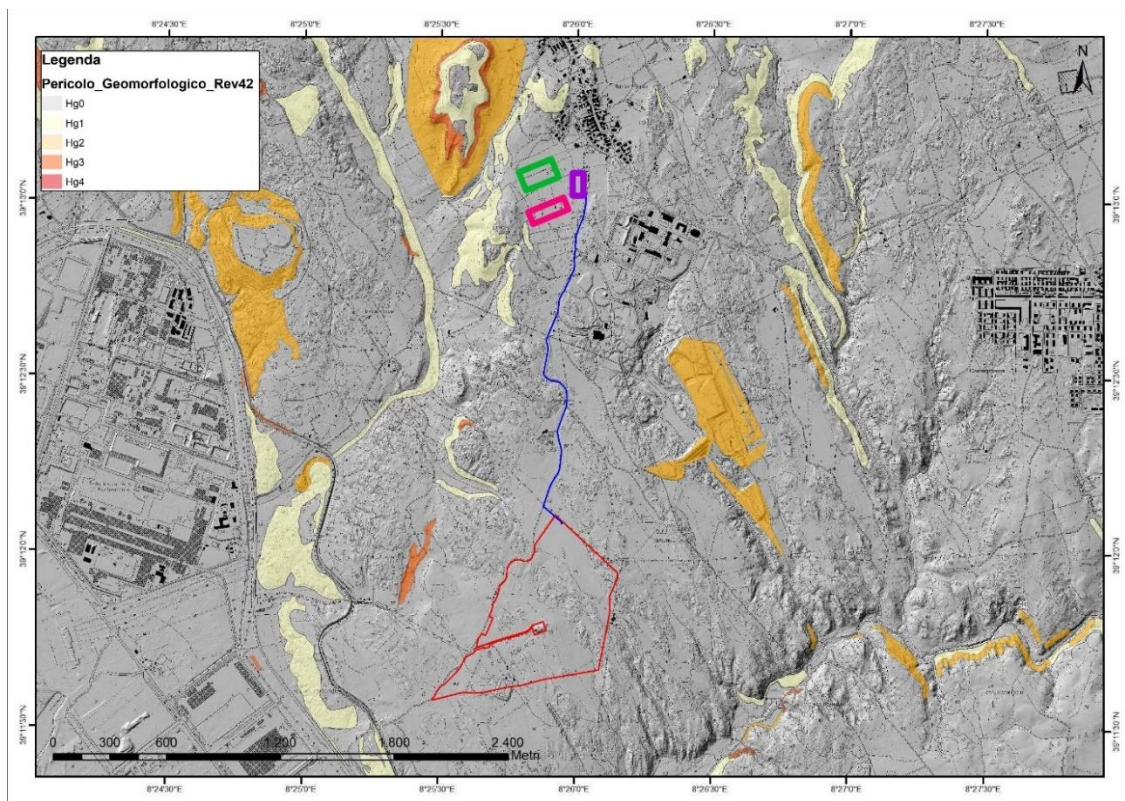 8°24'30"E 8°25'0"E 8°25'30"E 8°26'0"E 8°26'30"E 8°27'0"E 8°27'30"E
Legenda
Pericolo_Geomorfologico_Rev42
Hg0
Hg1
Hg2
Hg3
Hg4
N
39°13'0"N 39°13'0"N
39°12'30"N 39°12'30"N
39°12'0"N 39°12'0"N
39°11'30"N 39°11'30"N
0 300 600 1.200 1.800 2.400
Metri
8°24'30"E 8°25'0"E 8°25'30"E 8°26'0"E 8°26'30"E 8°27'0"E 8°27'30"E